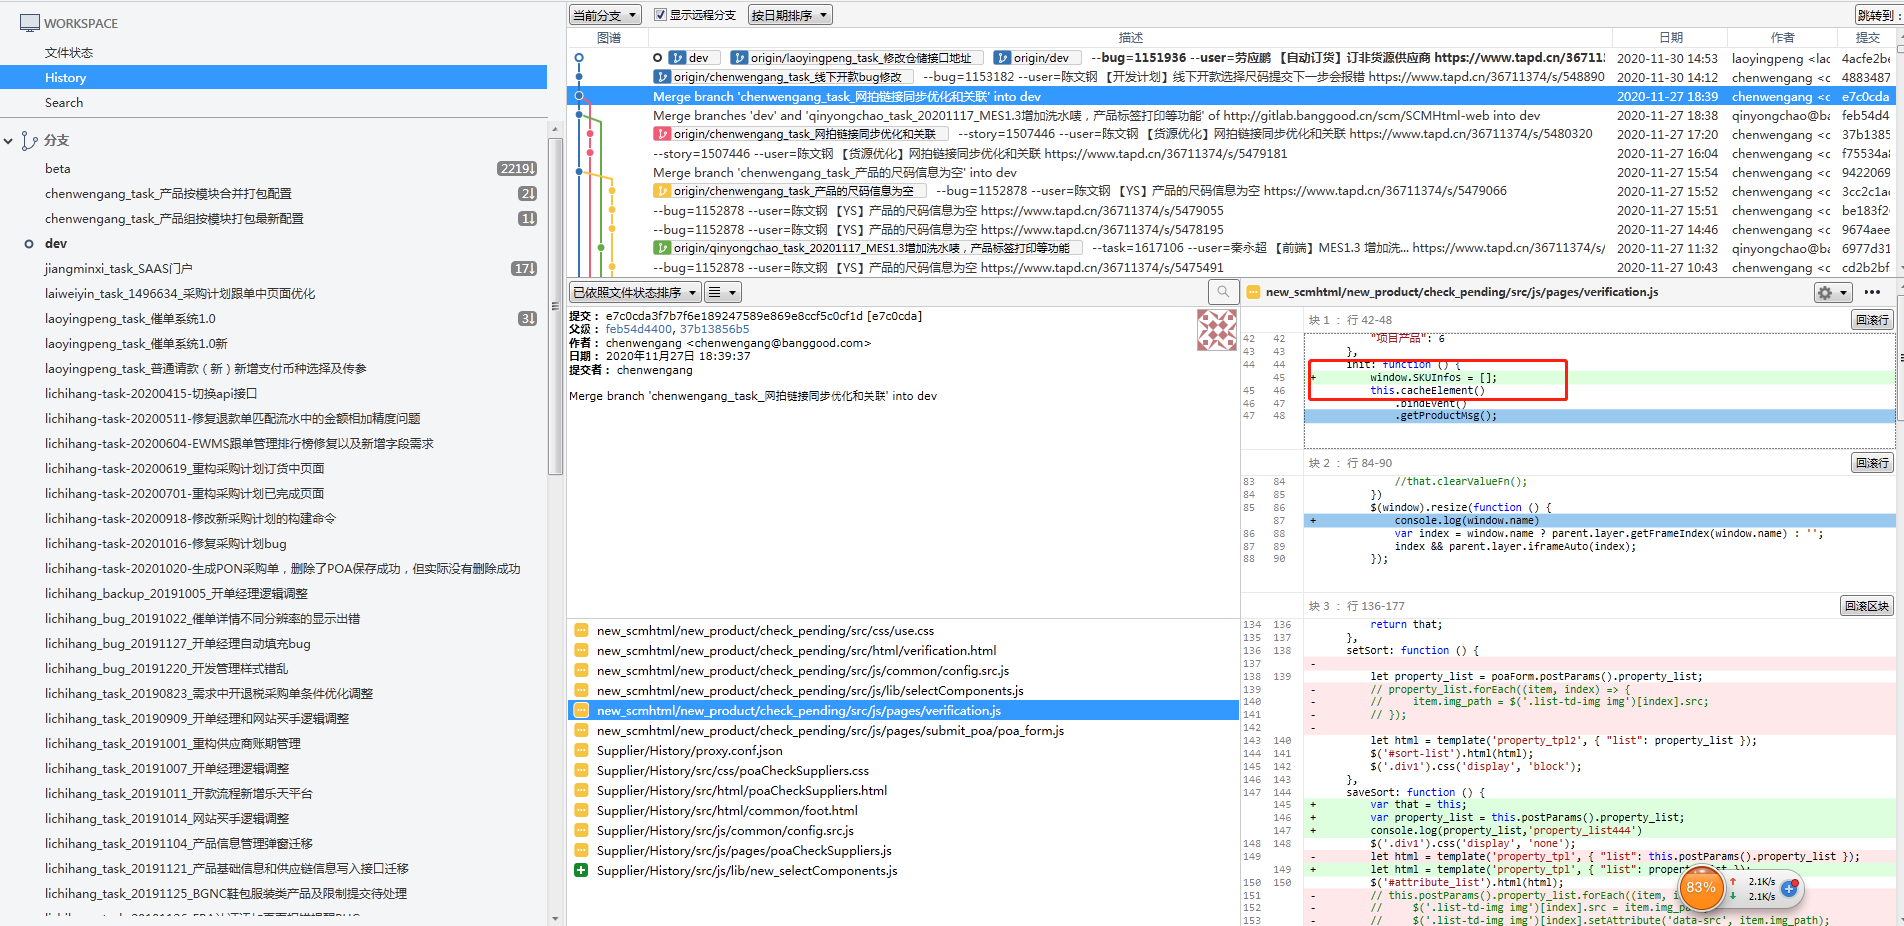 WORKSPACE
文件状态
History
Search
分支
beta 2219↓
chenwengang_task_产品按模块合并打包配置 2↓
chenwengang_task_产品组按模块打包最新配置 1↓
dev
jiangminxi_task_SAAS门户 17↓
laiweiyin_task_1496634_采购计划跟单中页面优化
laoyingpeng_task_催单系统1.0 3↓
laoyingpeng_task_催单系统1.0新
laoyingpeng_task_普通请款（新）新增支付币种选择及传参
lichihang-task-20200415-切换api接口
lichihang-task-20200511-修复退款单匹配流水中的金额相加精度问题
lichihang-task-20200604-EWMS跟单管理排行榜修复以及新增字段需求
lichihang-task-20200619_重构采购计划订货中页面
lichihang-task-20200701-重构采购计划已完成页面
lichihang-task-20200918-修改新采购计划的构建命令
lichihang-task-20201016-修复采购计划bug
lichihang-task-20201020-生成PON采购单，删除了POA保存成功，但实际没有删除成功
lichihang_backup_20191005_开单经理逻辑调整
lichihang_bug_20191022_催单详情不同分辨率的显示出错
lichihang_bug_20191127_开单经理自动填充bug
lichihang_bug_20191220_开发管理样式错乱
lichihang_task_20190823_需求中开退税采购单条件优化调整
lichihang_task_20190909_开单经理和网站买手逻辑调整
lichihang_task_20191001_重构供应商账期管理
lichihang_task_20191007_开单经理逻辑调整
lichihang_task_20191011_开款流程新增乐天平台
lichihang_task_20191014_网站买手逻辑调整
lichihang_task_20191104_产品信息管理弹窗迁移
lichihang_task_20191121_产品基础信息和供应链信息写入接口迁移
lichihang_task_20191125_BGNC鞋包服装类产品及限制提交待处理
当前分支 显示远程分支 按日期排序 跳转到：
图谱 描述 日期 作者 提交
dev origin/laoyingpeng_task_修改仓储接口地址 origin/dev --bug=1151936 --user=劳应鹏 【自动订货】订非货源供应商 https://www.tapd.cn/36711 2020-11-30 14:53 laoyingpeng <lao 4acfe2be
origin/chenwengang_task_线下开款bug修改 --bug=1153182 --user=陈文钢 【开发计划】线下开款选择尺码提交下一步会报错 https://www.tapd.cn/36711374/s/548890 2020-11-30 14:12 chenwengang <c 4883487
Merge branch 'chenwengang_task_网拍链接同步优化和关联' into dev 2020-11-27 18:39 chenwengang <c e7c0cda
Merge branches 'dev' and 'qinyongchao_task_20201117_MES1.3增加洗水唛，产品标签打印等功能' of http://gitlab.banggood.cn/scm/SCMHtml-web into dev 2020-11-27 18:38 qinyongchao@ba feb54d4
origin/chenwengang_task_网拍链接同步优化和关联 --story=1507446 --user=陈文钢 【货源优化】网拍链接同步优化和关联 https://www.tapd.cn/36711374/s/5480320 2020-11-27 17:20 chenwengang <c 37b1385
--story=1507446 --user=陈文钢 【货源优化】网拍链接同步优化和关联 https://www.tapd.cn/36711374/s/5479181 2020-11-27 16:04 chenwengang <c f75534a8
Merge branch 'chenwengang_task_产品的尺码信息为空' into dev 2020-11-27 15:54 chenwengang <c 9422069
origin/chenwengang_task_产品的尺码信息为空 --bug=1152878 --user=陈文钢 【YS】产品的尺码信息为空 https://www.tapd.cn/36711374/s/5479066 2020-11-27 15:52 chenwengang <c 3cc2c1ac
--bug=1152878 --user=陈文钢 【YS】产品的尺码信息为空 https://www.tapd.cn/36711374/s/5479055 2020-11-27 15:51 chenwengang <c be183f2
--bug=1152878 --user=陈文钢 【YS】产品的尺码信息为空 https://www.tapd.cn/36711374/s/5478195 2020-11-27 14:46 chenwengang <c 9674aee
origin/qinyongchao_task_20201117_MES1.3增加洗水唛，产品标签打印等功能 --task=1617106 --user=秦永超 【前端】MES1.3 增加洗... https://www.tapd.cn/36711374/s/ 2020-11-27 11:32 qinyongchao@ba 6977d31
--bug=1152878 --user=陈文钢 【YS】产品的尺码信息为空 https://www.tapd.cn/36711374/s/5475491 2020-11-27 10:43 chenwengang <c cd2b2bf
已依照文件状态排序
提交： e7c0cda3f7b7f6e189247589e869e8ccf5c0cf1d [e7c0cda]
父级： feb54d4400, 37b13856b5
作者： chenwengang <chenwengang@banggood.com>
日期： 2020年11月27日 18:39:37
提交者： chenwengang
Merge branch 'chenwengang_task_网拍链接同步优化和关联' into dev
new_scmhtml/new_product/check_pending/src/css/use.css
new_scmhtml/new_product/check_pending/src/html/verification.html
new_scmhtml/new_product/check_pending/src/js/common/config.src.js
new_scmhtml/new_product/check_pending/src/js/lib/selectComponents.js
new_scmhtml/new_product/check_pending/src/js/pages/verification.js
new_scmhtml/new_product/check_pending/src/js/pages/submit_poa/poa_form.js
Supplier/History/proxy.conf.json
Supplier/History/src/css/poaCheckSuppliers.css
Supplier/History/src/html/poaCheckSuppliers.html
Supplier/History/src/html/common/foot.html
Supplier/History/src/js/common/config.src.js
Supplier/History/src/js/pages/poaCheckSuppliers.js
Supplier/History/src/js/lib/new_selectComponents.js
new_scmhtml/new_product/check_pending/src/js/pages/verification.js
块 1 ： 行 42-48 回滚行
42 42 "项目产品": 6
43 43 },
44 44 init: function () {
45 + window.SKUInfos = [];
45 46 this.cacheElement()
46 47 .bindEvent()
47 48 .getProductMsg();
块 2 ： 行 84-90 回滚行
83 84 //that.clearValueFn();
84 85 })
85 86 $(window).resize(function () {
87 + console.log(window.name)
86 88 var index = window.name ? parent.layer.getFrameIndex(window.name) : '';
87 89 index && parent.layer.iframeAuto(index);
88 90 });
块 3 ： 行 136-177 回滚区块
134 136 return that;
135 137 },
136 138 setSort: function () {
137 -
138 139 let property_list = poaForm.postParams().property_list;
139 - // property_list.forEach((item, index) => {
140 - // item.img_path = $('.list-td-img img')[index].src;
141 - // });
142 -
143 140 let html = template('property_tpl2', { "list": property_list });
144 141 $('#sort-list').html(html);
145 142 $('.div1').css('display', 'block');
146 143 },
147 144 saveSort: function () {
145 + var that = this;
146 + var property_list = this.postParams().property_list;
147 + console.log(property_list,'property_list444')
148 148 $('.div1').css('display', 'none');
149 - let html = template('property_tpl', { "list": this.postParams().property_list });
149 + let html = template('property_tpl', { "list": prope
150 150 $('#attribute_list').html(html);
151 - // this.postParams().property_list.forEach((item, i
152 - // $('.list-td-img img')[index].src = item.img_pa
153 - // $('.list-td-img img')[index].setAttribute('data-src', item.img_path);
83% 2.1K/s
2.1K/s